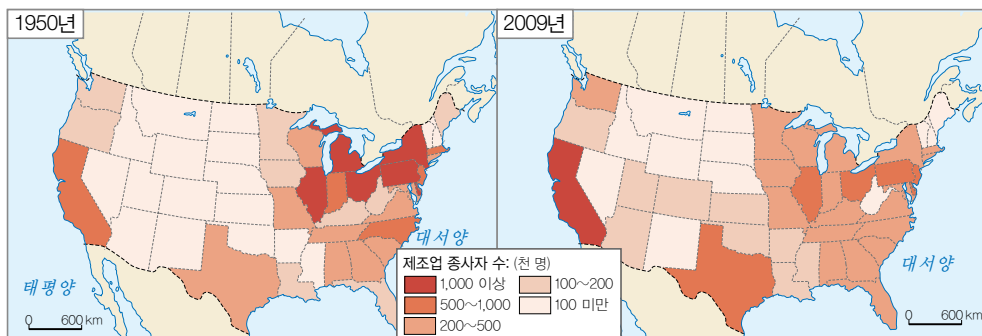 1950년
2009년
대서양
태평양
대서양
제조업 종사자 수: (천 명)
1,000 이상
500~1,000
200~500
100~200
100 미만
0 600 km
0 600 km